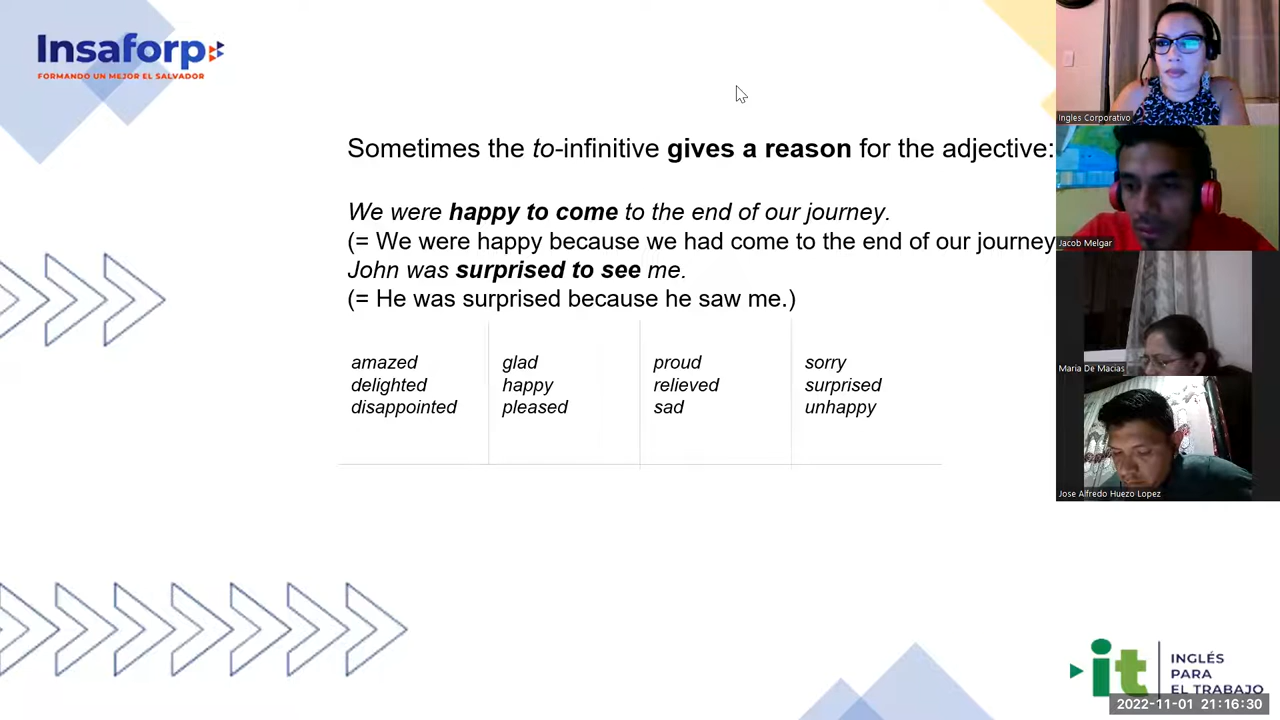 Insaforp
FORMANDO UN MEJOR EL SALVADOR
Sometimes the to-infinitive gives a reason for the adjective:
We were happy to come to the end of our journey.
(= We were happy because we had come to the end of our journey
John was surprised to see me.
(= He was surprised because he saw me.)
amazed glad proud sorry
delighted happy relieved surprised
disappointed pleased sad unhappy
Ingles Corporativo
Jacob Melgar
Maria De Macias
Jose Alfredo Huezo Lopez
it INGLÉS
PARA
EL TRABAJO
2022-11-01 21:16:30